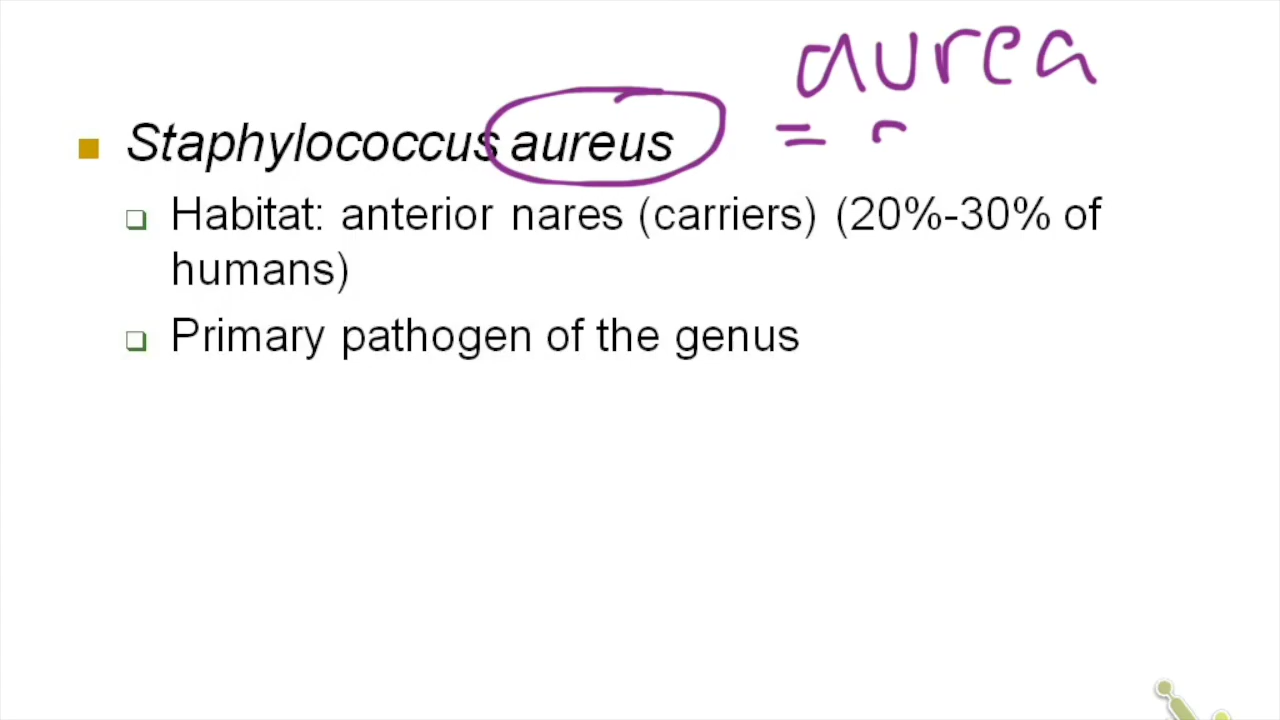 aurea
=
Staphylococcus aureus
Habitat: anterior nares (carriers) (20%-30% of
humans)
Primary pathogen of the genus